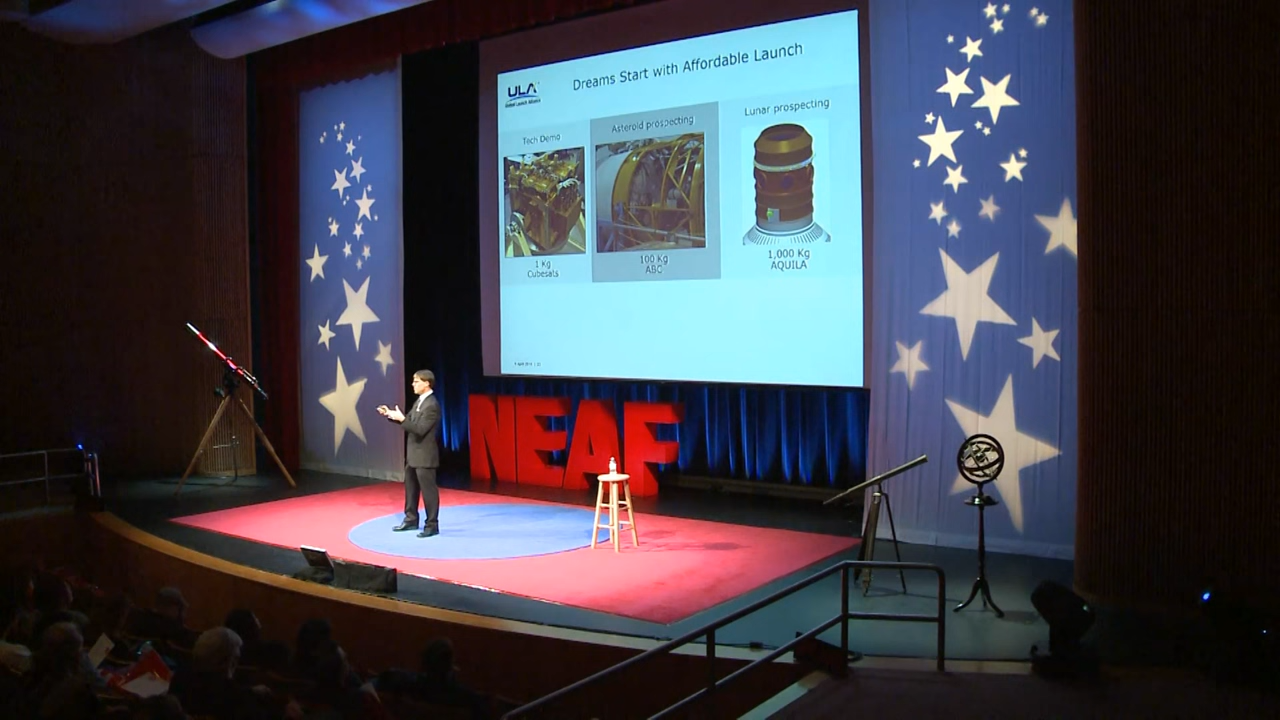 Dreams Start with Affordable Launch
ULA
United Launch Alliance
Tech Demo
Asteroid prospecting
Lunar prospecting
1 Kg
Cubesats
100 Kg
ABC
1,000 Kg
AQUILA
NEAF